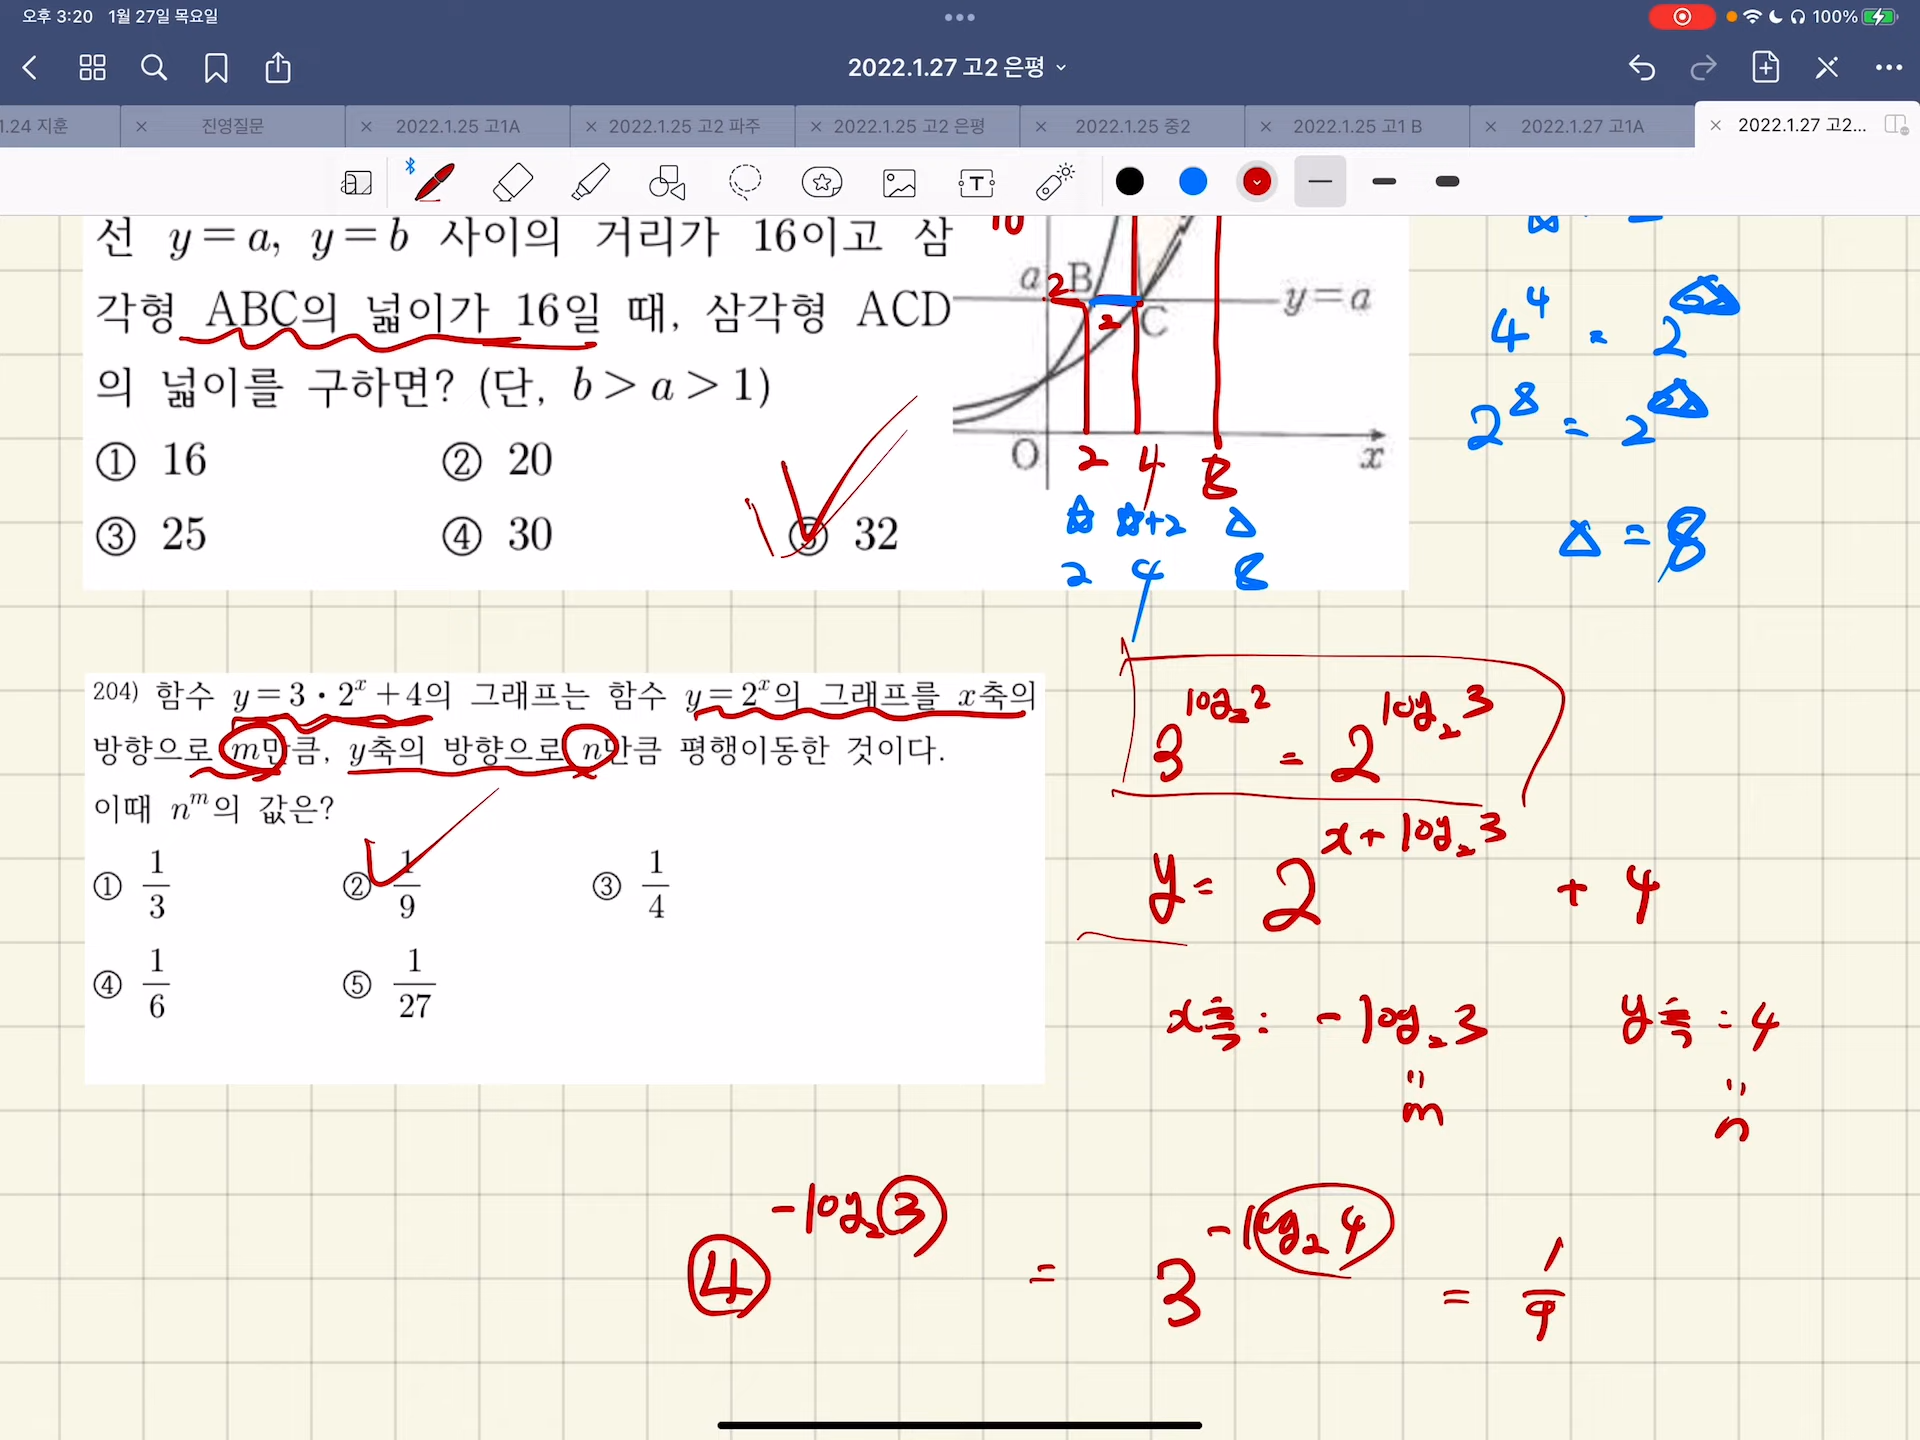 오후 3:20 1월 27일 목요일
100%
2022.1.27 고2 은평
1.24 지훈
진영질문
2022.1.25 고1A
2022.1.25 고2 파주
2022.1.25 고2 은평
2022.1.25 중2
2022.1.25 고1 B
2022.1.27 고1A
2022.1.27 고2...
선 y=a, y=b 사이의 거리가 16이고 삼
각형 ABC의 넓이가 16일 때, 삼각형 ACD
의 넓이를 구하면? (단, b>a>1)
① 16 ② 20
③ 25 ④ 30 ⑤ 32
a 2 B
2 C
y=a
O 2 4 8 x
☆ ☆+2 △
2 4 8
4^4 = 2^△
2^8 = 2^△
△ = 8
204) 함수 y=3·2^x+4의 그래프는 함수 y=2^x의 그래프를 x축의
방향으로 m만큼, y축의 방향으로 n만큼 평행이동한 것이다.
이때 n^m의 값은?
① 1/3 ② 1/9 ③ 1/4
④ 1/6 ⑤ 1/27
3^(log₂2) = 2^(log₂3)
y = 2^(x+log₂3) + 4
x축: -log₂3 y축: 4
" m " n
4^(-log₂3) = 3^(-log₂4) = 1/9